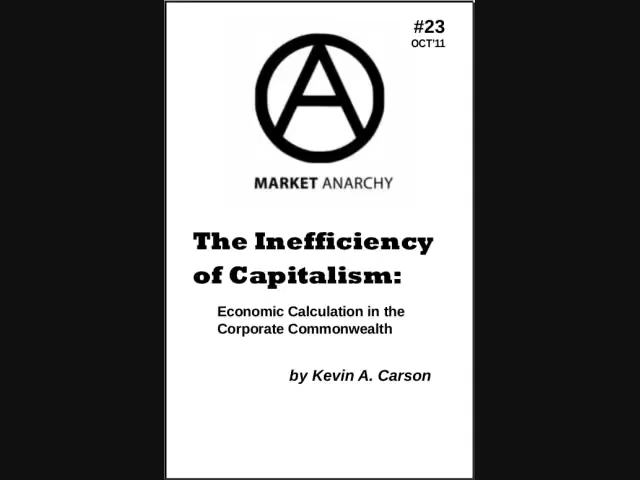 #23
OCT'11
MARKET ANARCHY
The Inefficiency
of Capitalism:
Economic Calculation in the
Corporate Commonwealth
by Kevin A. Carson